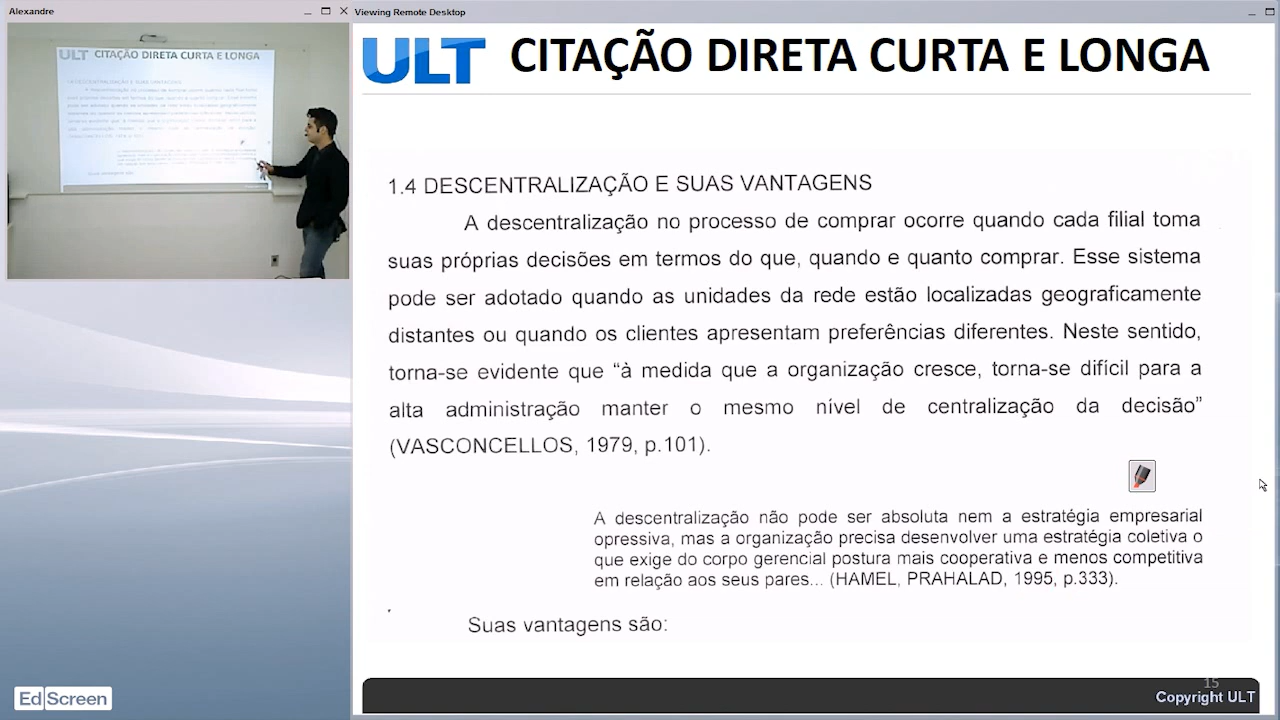 Alexandre
Viewing Remote Desktop
ULT CITAÇÃO DIRETA CURTA E LONGA
ULT CITAÇÃO DIRETA CURTA E LONGA
1.4 DESCENTRALIZAÇÃO E SUAS VANTAGENS
A descentralização no processo de comprar ocorre quando cada filial toma
suas próprias decisões em termos do que, quando e quanto comprar. Esse sistema
pode ser adotado quando as unidades da rede estão localizadas geograficamente
distantes ou quando os clientes apresentam preferências diferentes. Neste sentido,
torna-se evidente que “à medida que a organização cresce, torna-se difícil para a
alta administração manter o mesmo nível de centralização da decisão”
(VASCONCELLOS, 1979, p.101).
A descentralização não pode ser absoluta nem a estratégia empresarial
opressiva, mas a organização precisa desenvolver uma estratégia coletiva o
que exige do corpo gerencial postura mais cooperativa e menos competitiva
em relação aos seus pares... (HAMEL, PRAHALAD, 1995, p.333).
Suas vantagens são:
15
Copyright ULT
EdScreen